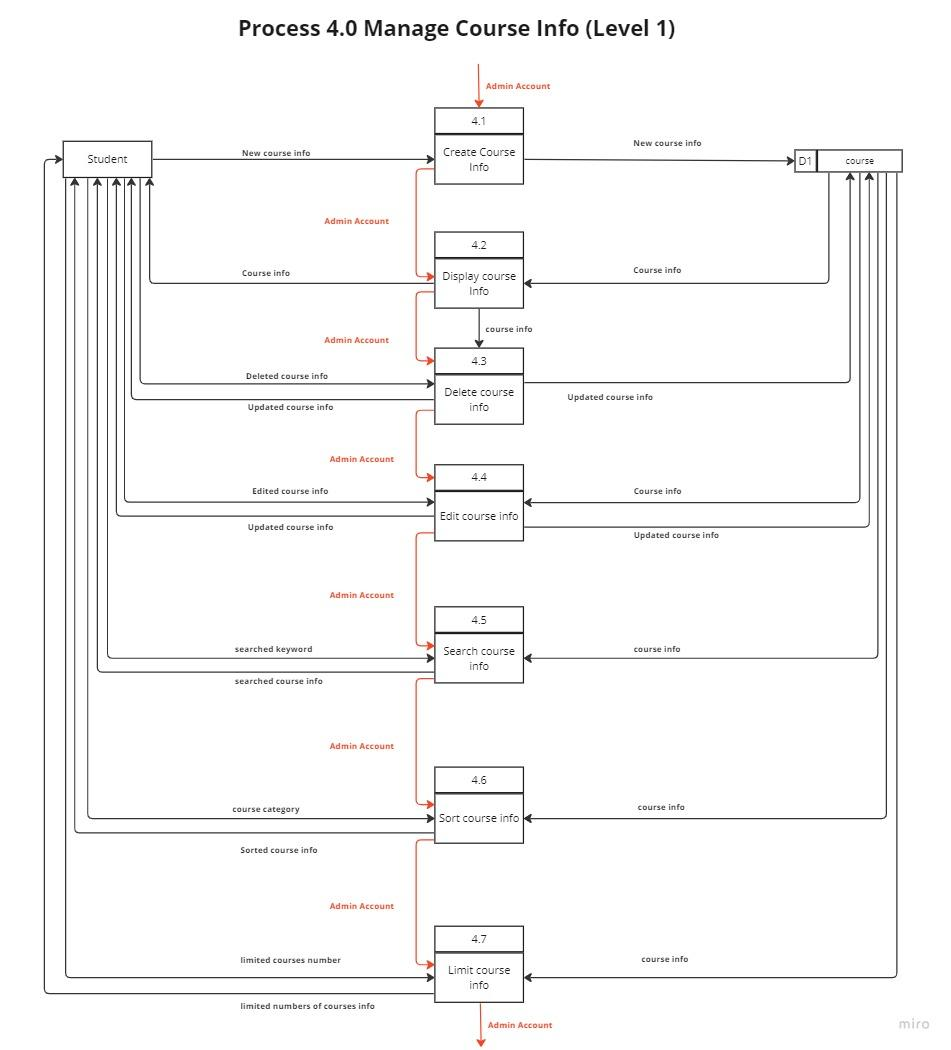 Process 4.0 Manage Course Info (Level 1)
Admin Account
4.1
Create Course
Info
Student
New course info
New course info
D1
course
Admin Account
4.2
Display course
Info
Course info
Course info
course info
Admin Account
4.3
Delete course
info
Deleted course info
Updated course info
Updated course info
Admin Account
4.4
Edit course info
Edited course info
Course info
Updated course info
Updated course info
Admin Account
4.5
Search course
info
searched keyword
course info
searched course info
Admin Account
4.6
Sort course info
course category
course info
Sorted course info
Admin Account
4.7
Limit course
info
limited courses number
course info
limited numbers of courses info
Admin Account
miro